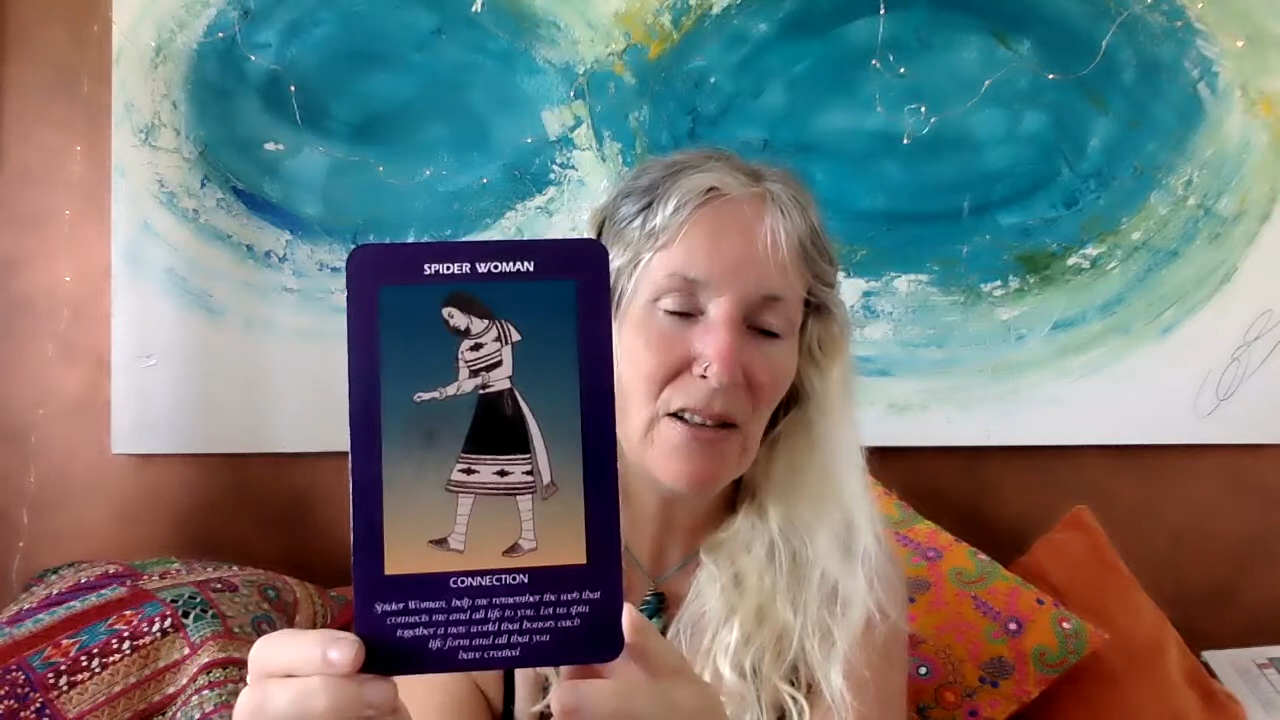 SPIDER WOMAN
CONNECTION
Spider Woman, help me remember the web that
connects me and all life to you. Let us spin
together a new world that honors each
life form and all that you
have created